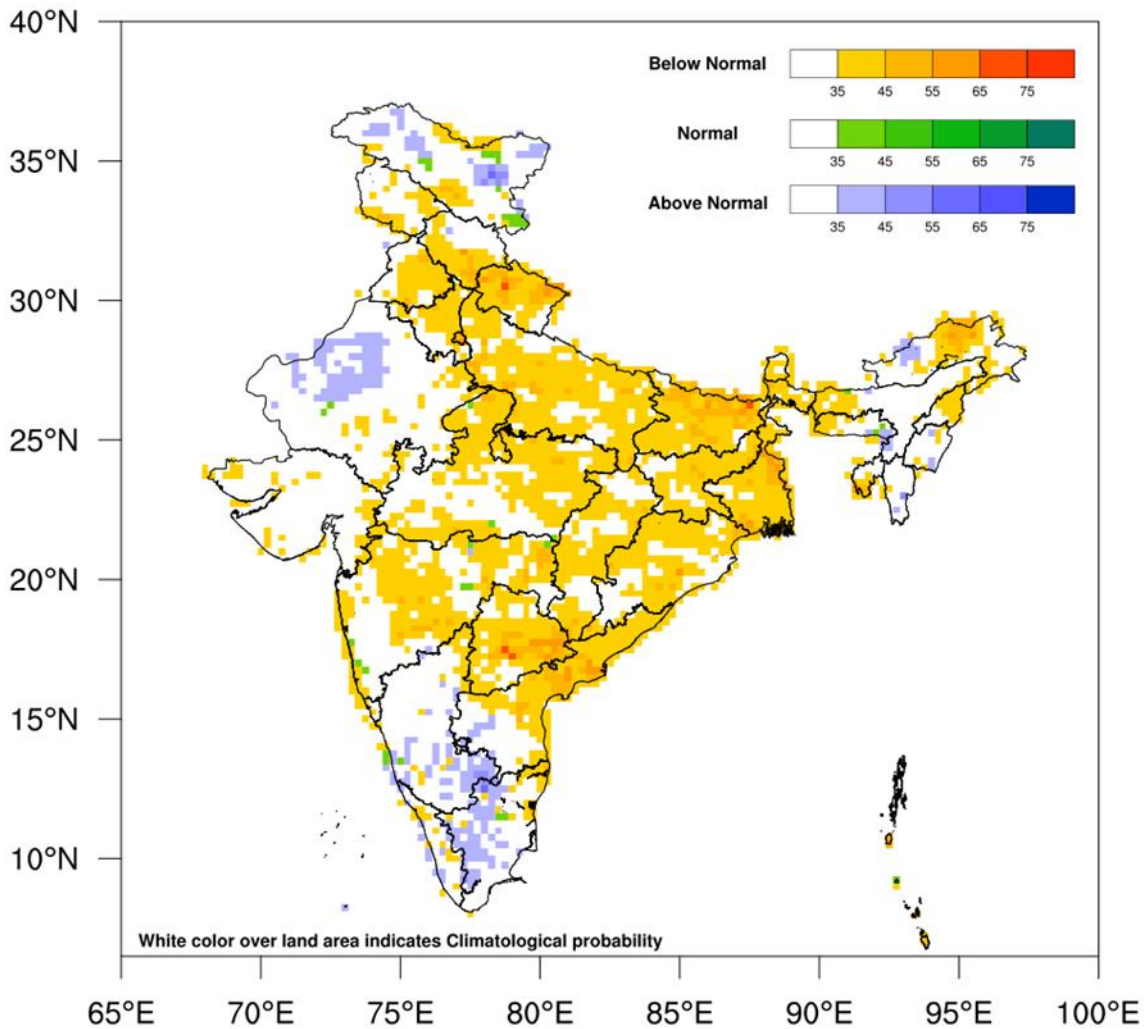 40°N
Below Normal
35 45 55 65 75
Normal
35 45 55 65 75
35°N
Above Normal
35 45 55 65 75
30°N
25°N
20°N
15°N
10°N
White color over land area indicates Climatological probability
65°E 70°E 75°E 80°E 85°E 90°E 95°E 100°E